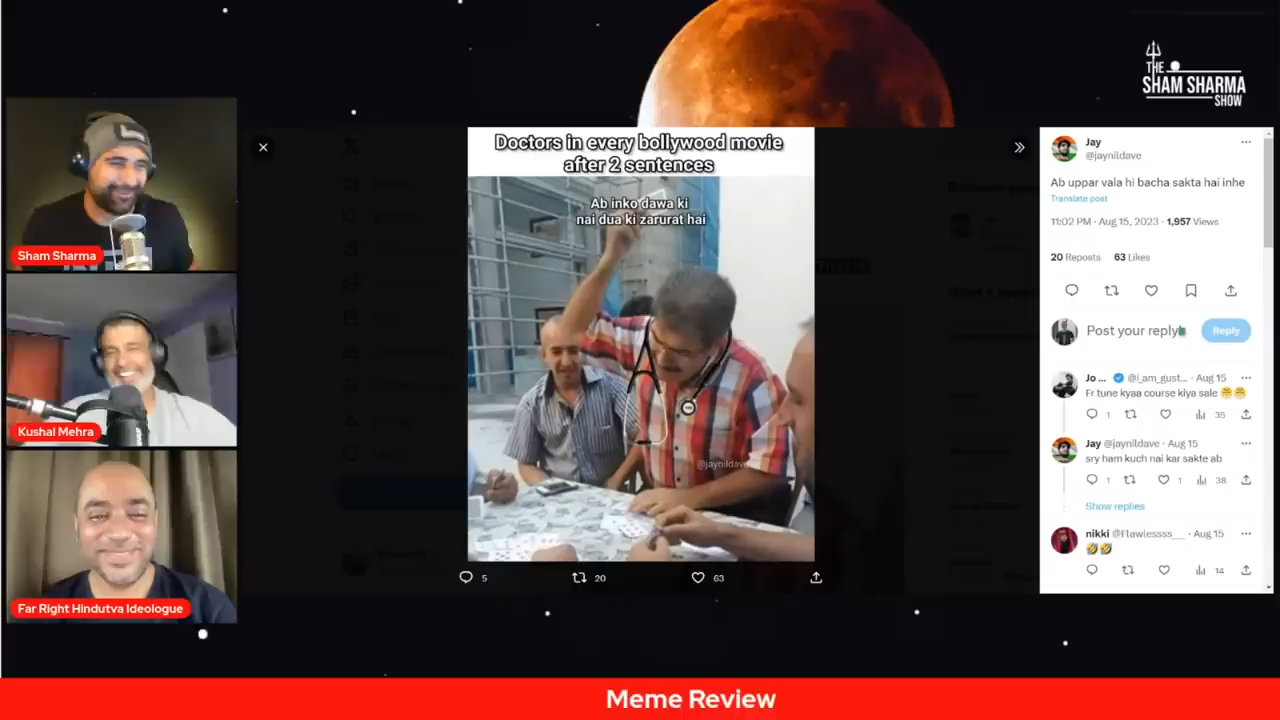 THE
SHAM SHARMA
SHOW
Sham Sharma
Kushal Mehra
Far Right Hindutva Ideologue
Doctors in every bollywood movie
after 2 sentences
Ab inko dawa ki
nai dua ki zarurat hai
@jaynildave
5
20
63
Jay
@jaynildave
Ab uppar vala hi bacha sakta hai inhe
Translate post
11:02 PM · Aug 15, 2023 · 1,957 Views
20 Reposts 63 Likes
Post your reply
Reply
Jo ... @i_am_gust... · Aug 15
Fr tune kyaa course kiya sale 😤😤
1 35
Jay @jaynildave · Aug 15
sry ham kuch nai kar sakte ab
1 1 38
Show replies
nikki @Flawlessss__ · Aug 15
🤣🤣
14
Meme Review